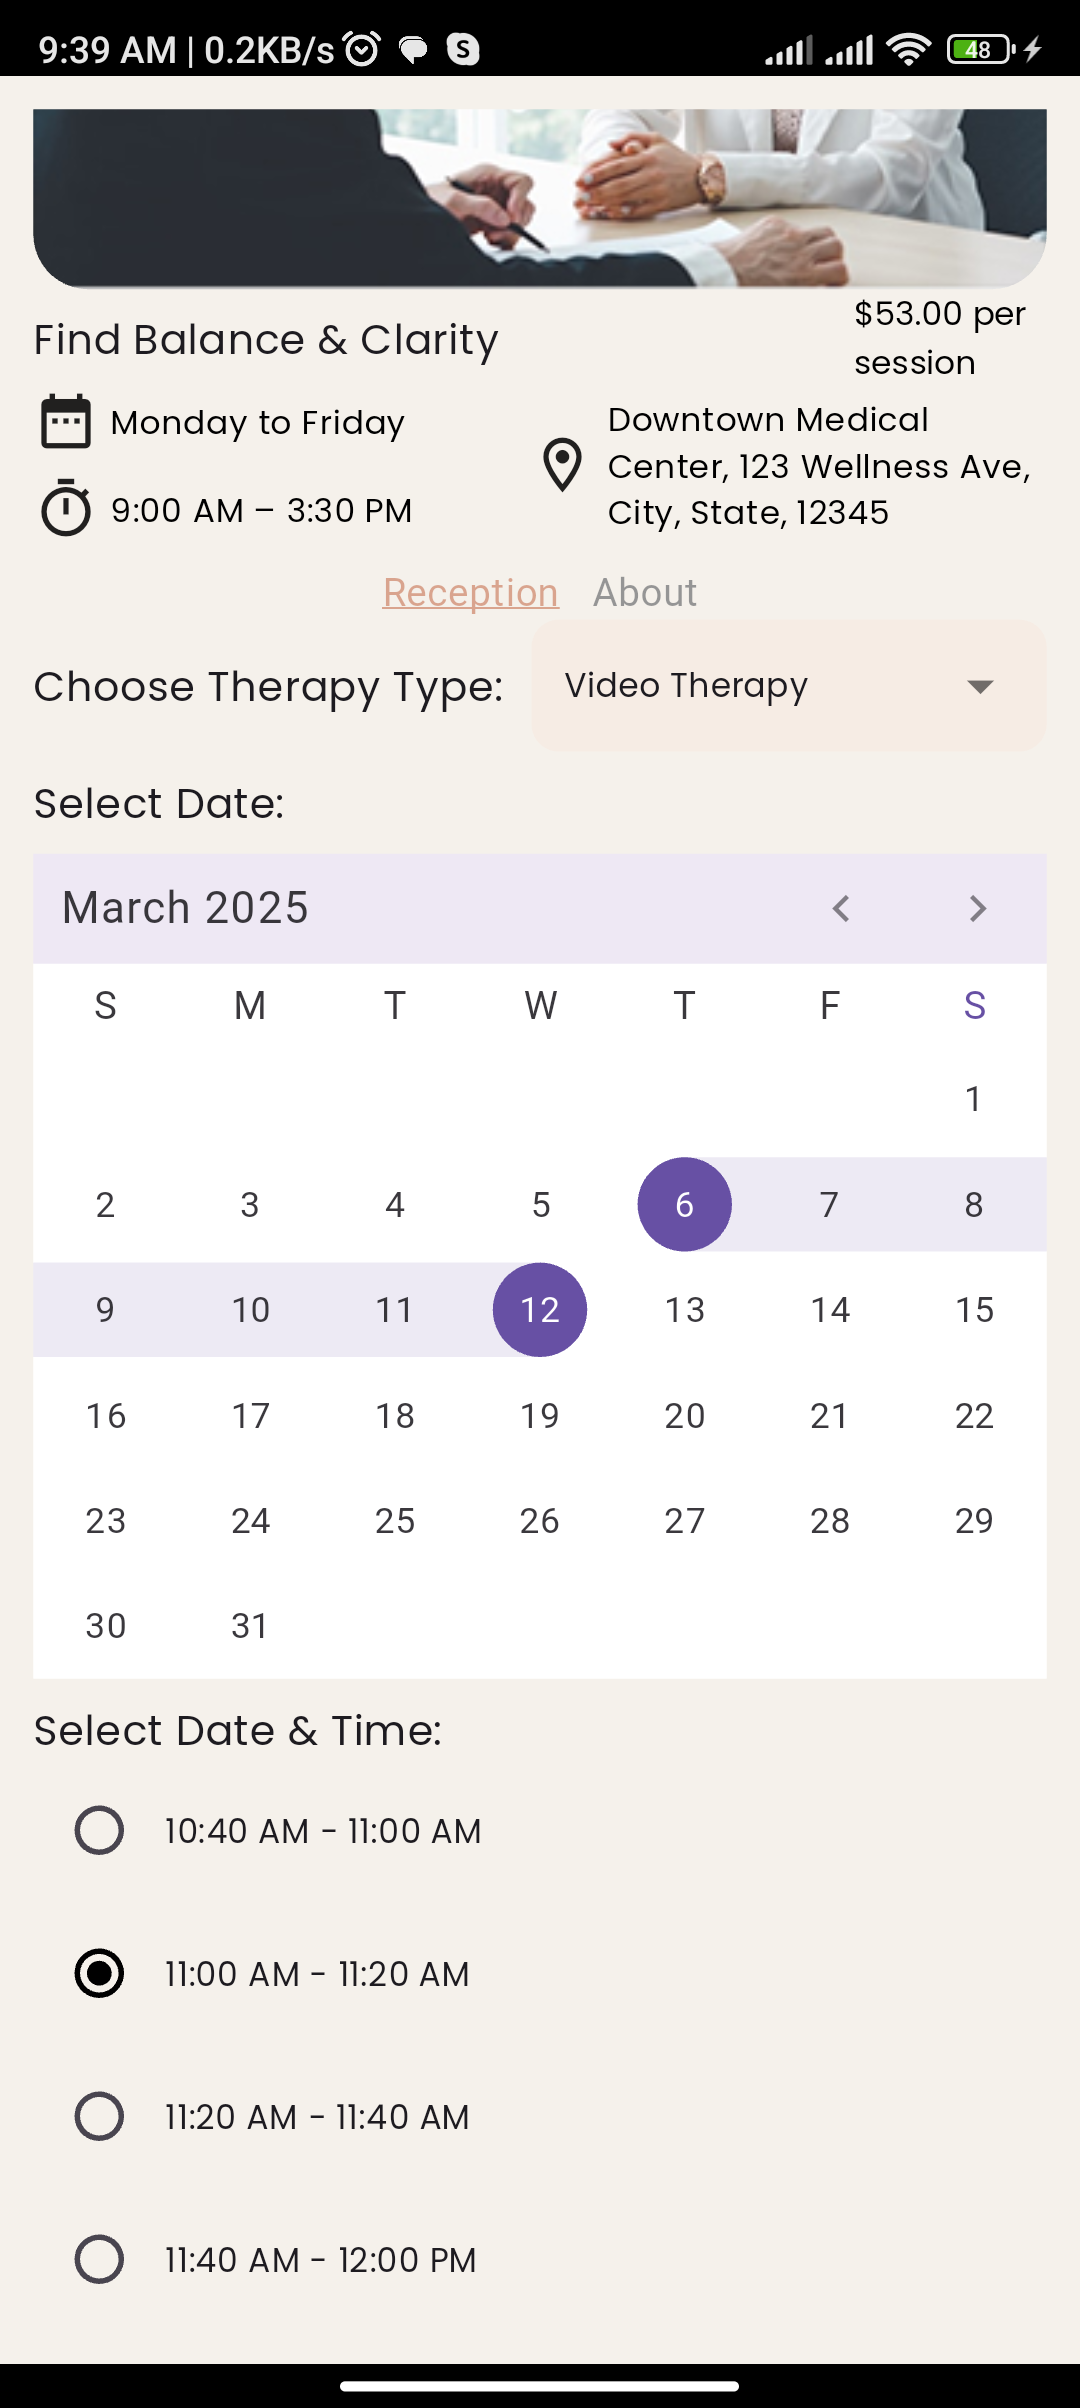 9:39 AM | 0.2KB/s S 48
Find Balance & Clarity
$53.00 per
session
Monday to Friday
9:00 AM – 3:30 PM
Downtown Medical
Center, 123 Wellness Ave,
City, State, 12345
Reception About
Choose Therapy Type: Video Therapy
Select Date:
March 2025
S M T W T F S
1
2 3 4 5 6 7 8
9 10 11 12 13 14 15
16 17 18 19 20 21 22
23 24 25 26 27 28 29
30 31
Select Date & Time:
10:40 AM - 11:00 AM
11:00 AM - 11:20 AM
11:20 AM - 11:40 AM
11:40 AM - 12:00 PM